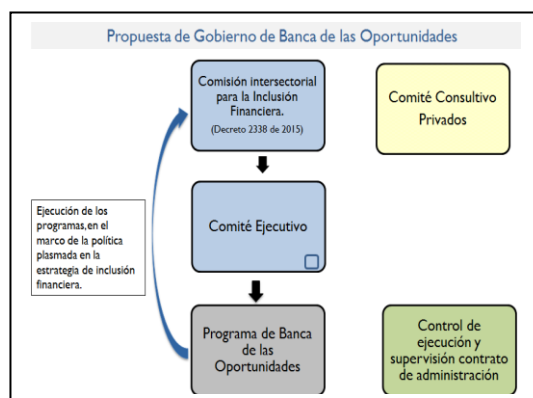 Propuesta de Gobierno de Banca de las Oportunidades
Comisión intersectorial
para la Inclusión
Financiera.
(Decreto 2338 de 2015)
Comité Consultivo
Privados
Ejecución de los
programas,en el
marco de la política
plasmada en la
estrategia de inclusión
financiera.
Comité Ejecutivo
Programa de Banca
de las
Oportunidades
Control de
ejecución y
supervisión contrato
de administración